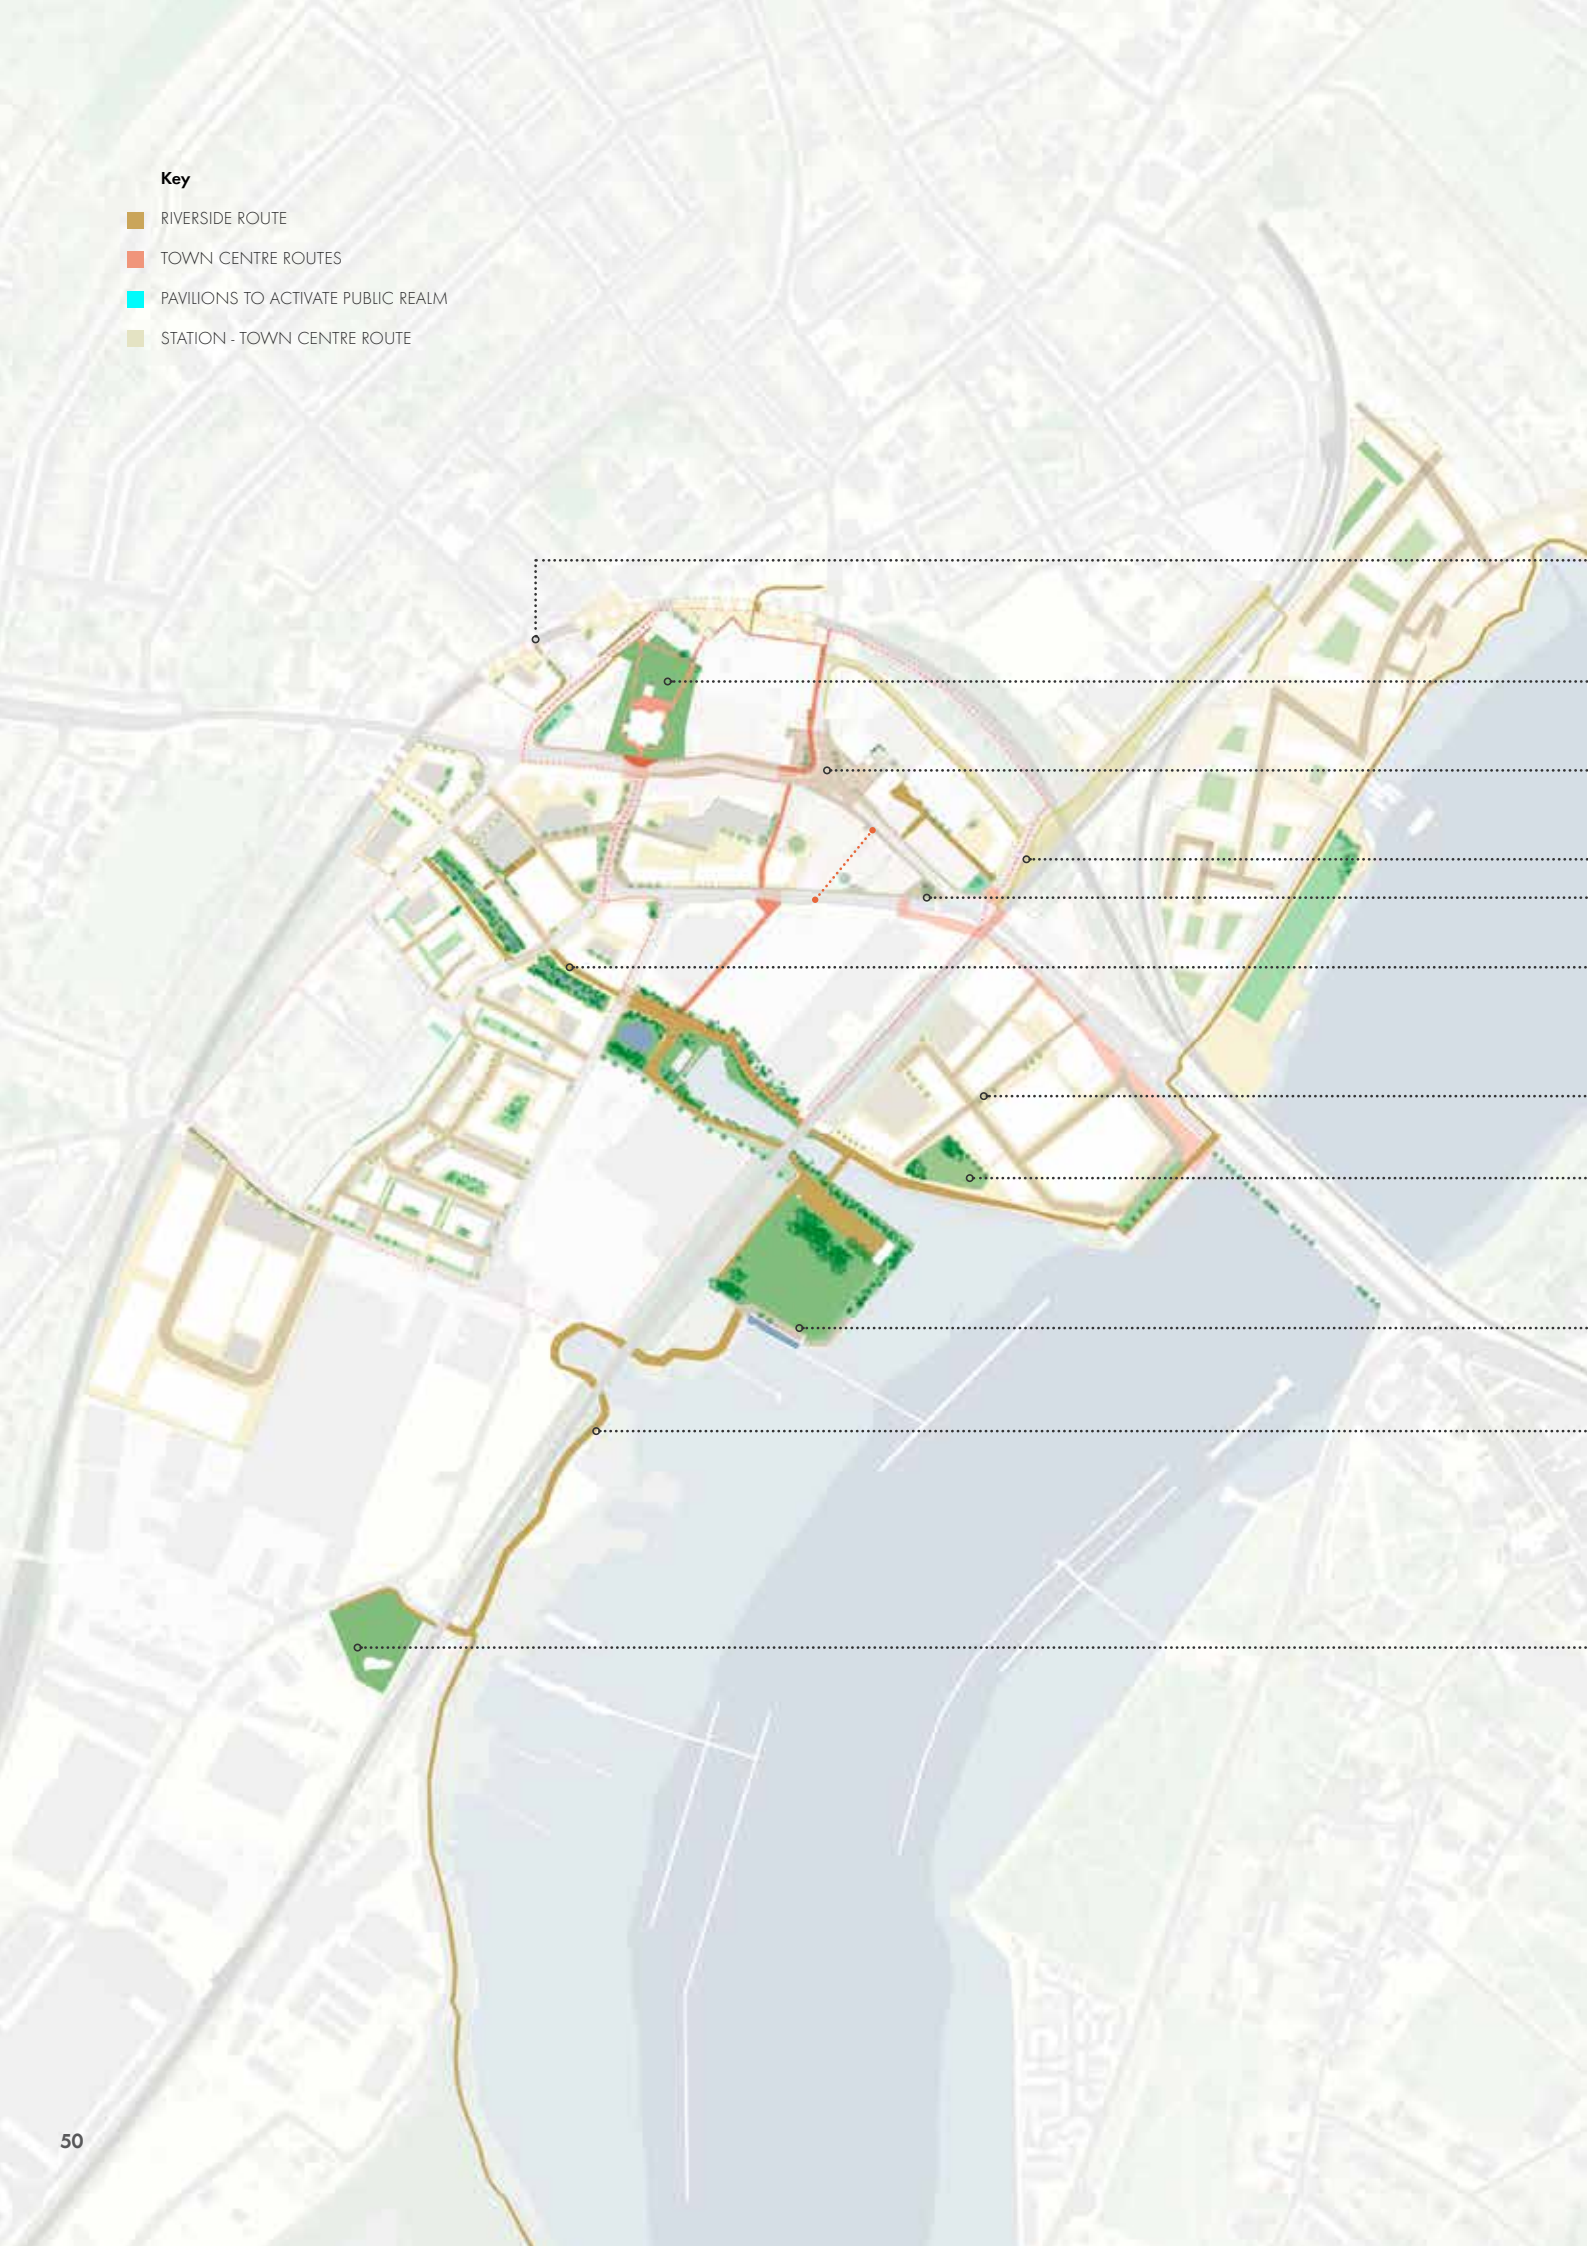 Key
RIVERSIDE ROUTE
TOWN CENTRE ROUTES
PAVILIONS TO ACTIVATE PUBLIC REALM
STATION - TOWN CENTRE ROUTE
50